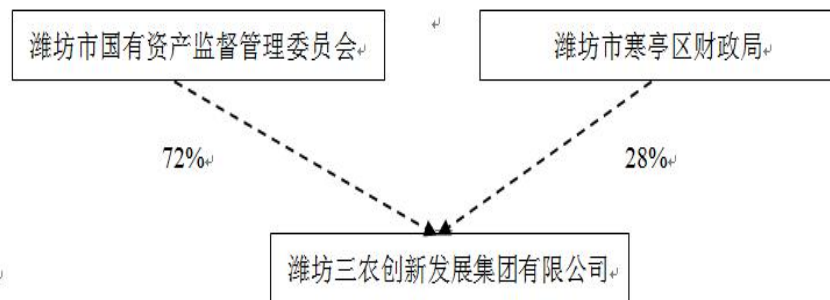 潍坊市国有资产监督管理委员会
潍坊市寒亭区财政局
72%
28%
潍坊三农创新发展集团有限公司